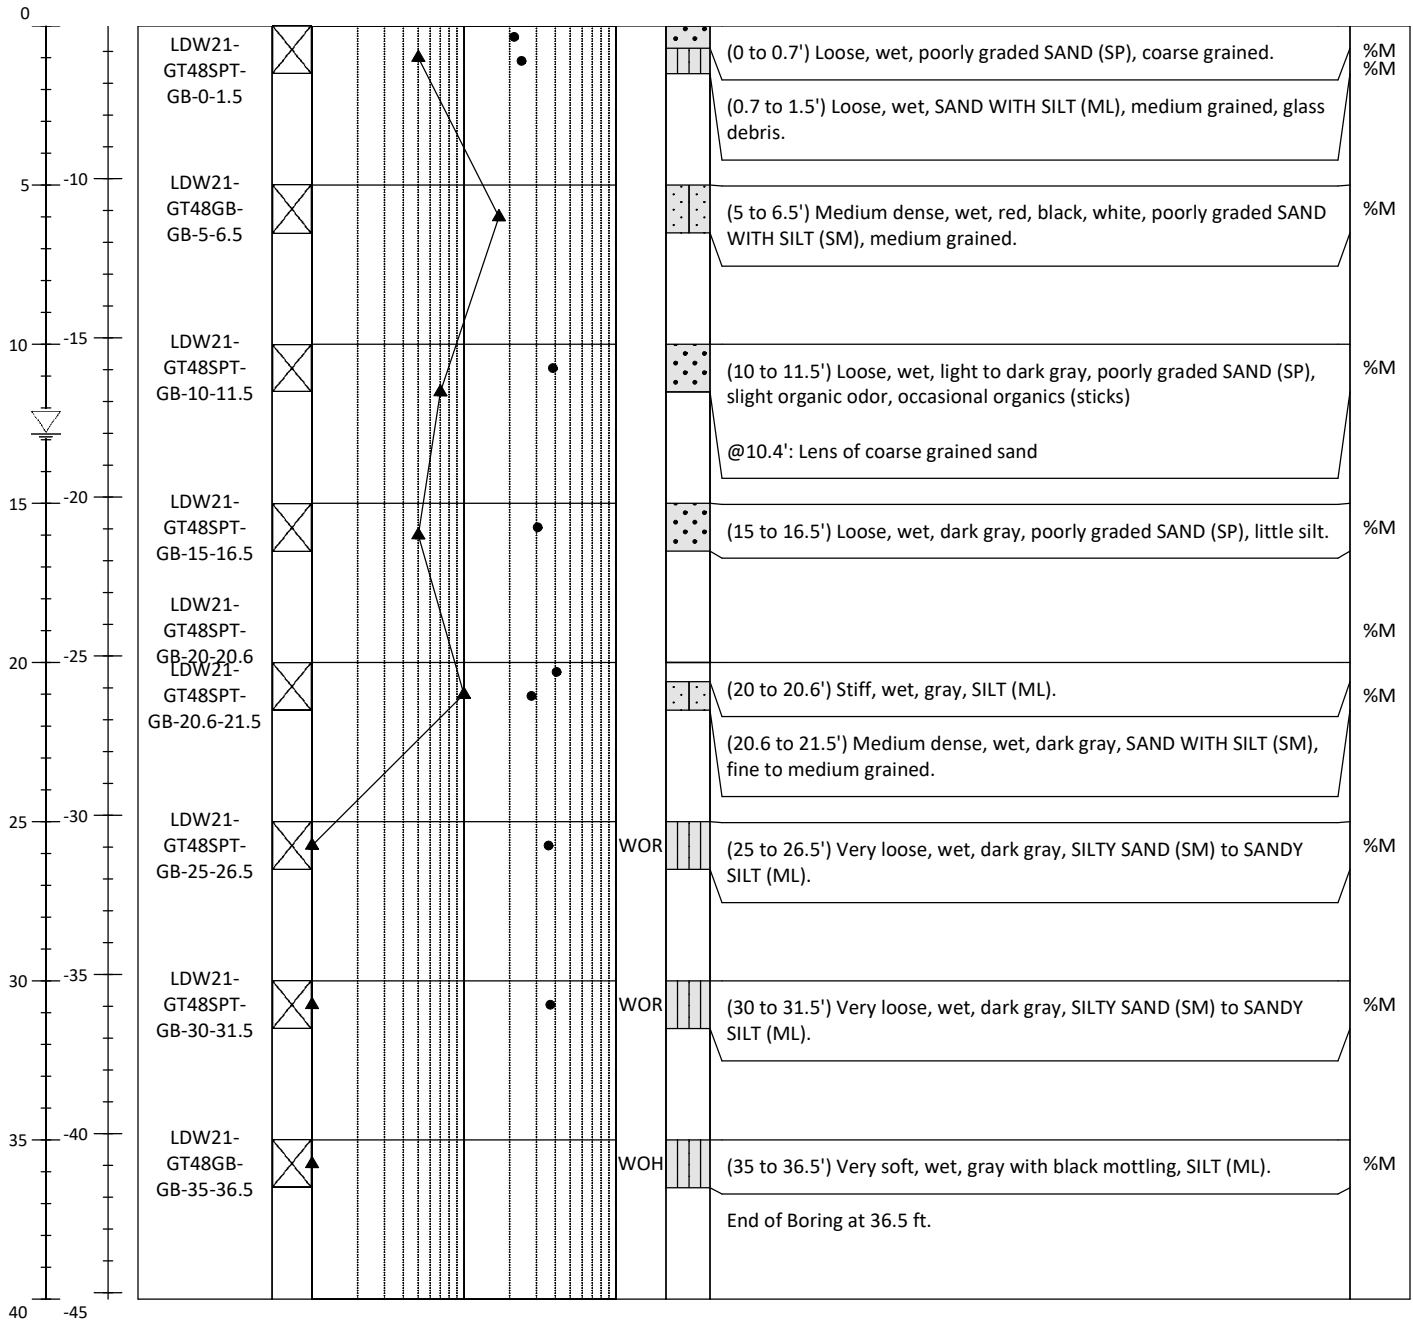 0
LDW21-
GT48SPT-
GB-0-1.5
(0 to 0.7') Loose, wet, poorly graded SAND (SP), coarse grained.
%M
%M
(0.7 to 1.5') Loose, wet, SAND WITH SILT (ML), medium grained, glass
debris.
5
-10
LDW21-
GT48GB-
GB-5-6.5
(5 to 6.5') Medium dense, wet, red, black, white, poorly graded SAND
WITH SILT (SM), medium grained.
%M
10
-15
LDW21-
GT48SPT-
GB-10-11.5
(10 to 11.5') Loose, wet, light to dark gray, poorly graded SAND (SP),
slight organic odor, occasional organics (sticks)
@10.4': Lens of coarse grained sand
%M
15
-20
LDW21-
GT48SPT-
GB-15-16.5
(15 to 16.5') Loose, wet, dark gray, poorly graded SAND (SP), little silt.
%M
LDW21-
GT48SPT-
GB-20-20.6
%M
20
-25
LDW21-
GT48SPT-
GB-20.6-21.5
(20 to 20.6') Stiff, wet, gray, SILT (ML).
%M
(20.6 to 21.5') Medium dense, wet, dark gray, SAND WITH SILT (SM),
fine to medium grained.
25
-30
LDW21-
GT48SPT-
GB-25-26.5
WOR
(25 to 26.5') Very loose, wet, dark gray, SILTY SAND (SM) to SANDY
SILT (ML).
%M
30
-35
LDW21-
GT48SPT-
GB-30-31.5
WOR
(30 to 31.5') Very loose, wet, dark gray, SILTY SAND (SM) to SANDY
SILT (ML).
%M
35
-40
LDW21-
GT48GB-
GB-35-36.5
WOH
(35 to 36.5') Very soft, wet, gray with black mottling, SILT (ML).
%M
End of Boring at 36.5 ft.
40
-45